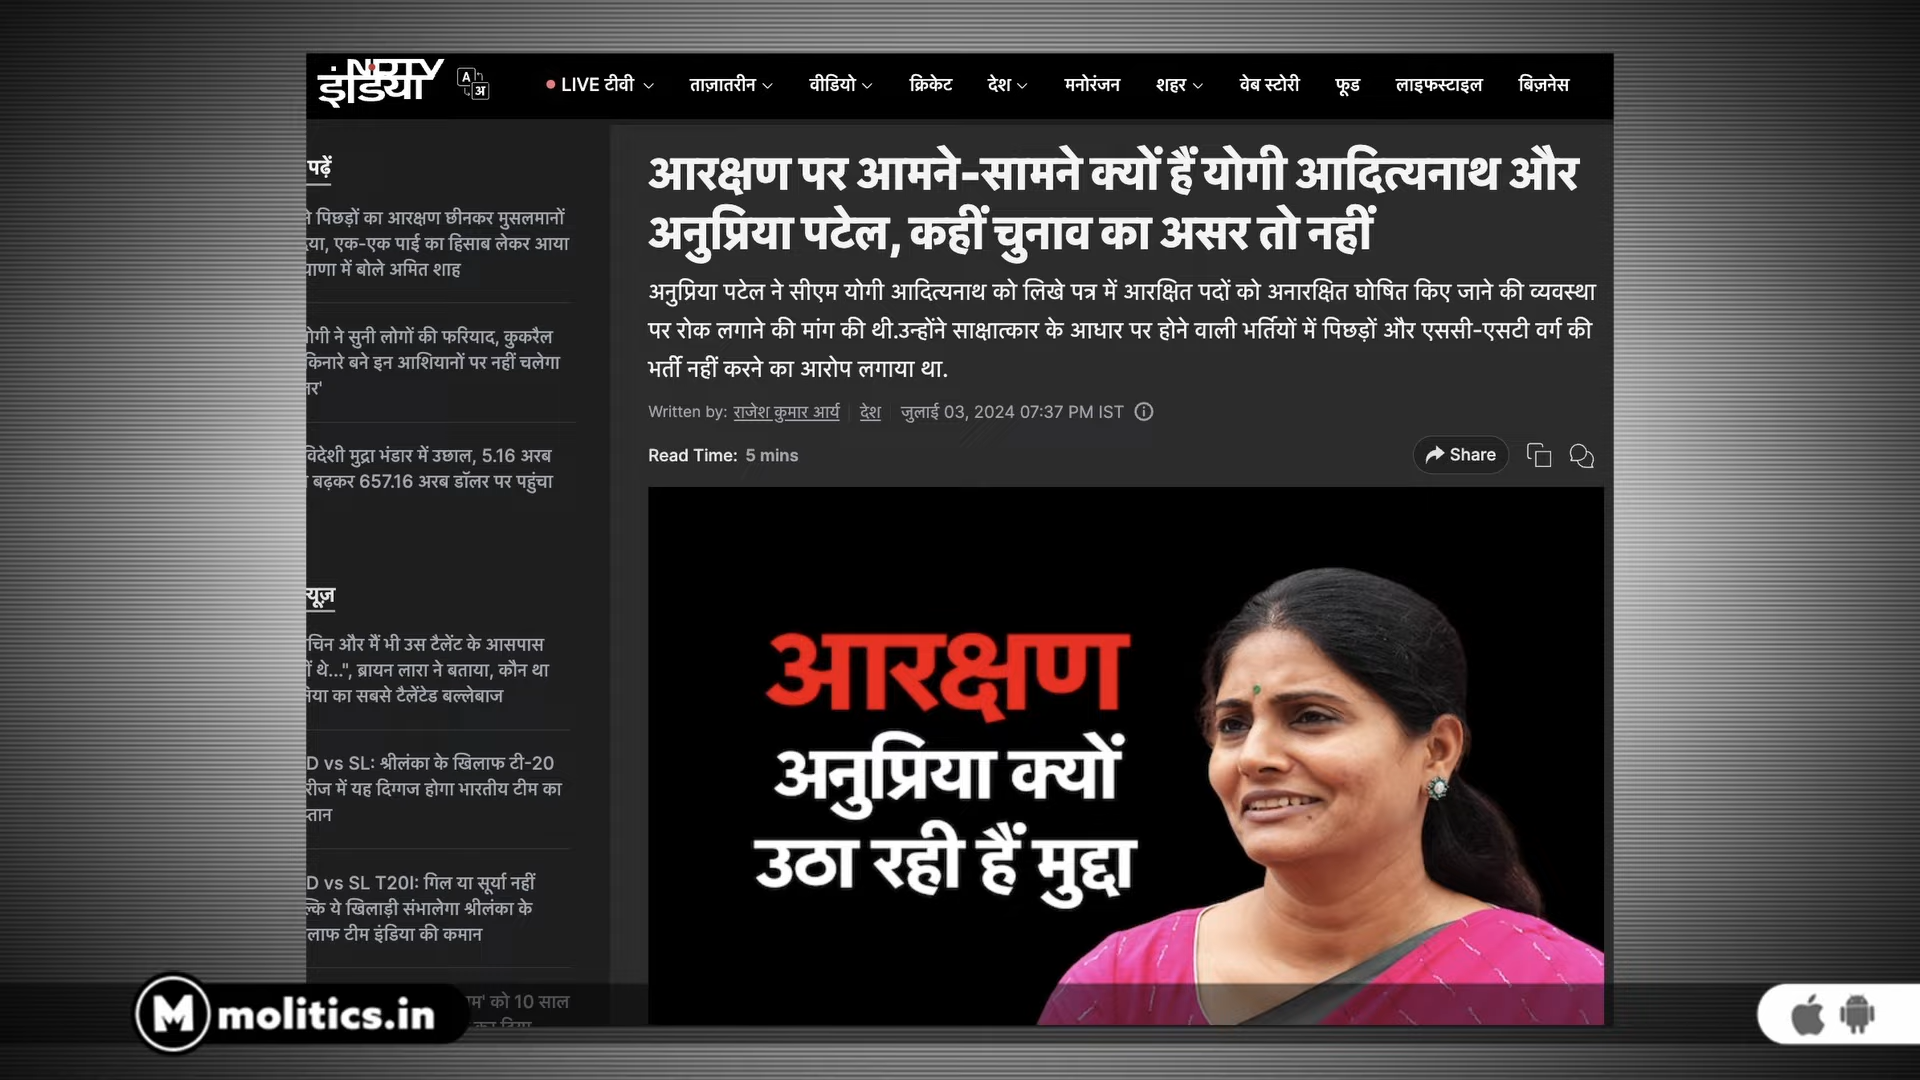 NDTV
इंडिया
A अ
LIVE टीवी ताज़ातरीन वीडियो क्रिकेट देश मनोरंजन शहर वेब स्टोरी फूड लाइफस्टाइल बिज़नेस
पढ़ें
पिछड़ों का आरक्षण छीनकर मुसलमानों
एक-एक पाई का हिसाब लेकर आया
में बोले अमित शाह
ने सुनी लोगों की फरियाद, कुकरैल
किनारे बने इन आशियानों पर नहीं चलेगा
विदेशी मुद्रा भंडार में उछाल, 5.16 अरब
बढ़कर 657.16 अरब डॉलर पर पहुंचा
और मैं भी उस टैलेंट के आसपास
थे...", ब्रायन लारा ने बताया, कौन था
का सबसे टैलेंटेड बल्लेबाज
D vs SL: श्रीलंका के खिलाफ टी-20
में यह दिग्गज होगा भारतीय टीम का
D vs SL T20I: गिल या सूर्या नहीं
ये खिलाड़ी संभालेगा श्रीलंका के
टीम इंडिया की कमान
को 10 साल
आरक्षण पर आमने-सामने क्यों हैं योगी आदित्यनाथ और
अनुप्रिया पटेल, कहीं चुनाव का असर तो नहीं
अनुप्रिया पटेल ने सीएम योगी आदित्यनाथ को लिखे पत्र में आरक्षित पदों को अनारक्षित घोषित किए जाने की व्यवस्था
पर रोक लगाने की मांग की थी.उन्होंने साक्षात्कार के आधार पर होने वाली भर्तियों में पिछड़ों और एससी-एसटी वर्ग की
भर्ती नहीं करने का आरोप लगाया था.
Written by: राजेश कुमार आर्य देश जुलाई 03, 2024 07:37 PM IST
Read Time: 5 mins Share
आरक्षण
अनुप्रिया क्यों
उठा रही हैं मुद्दा
M molitics.in